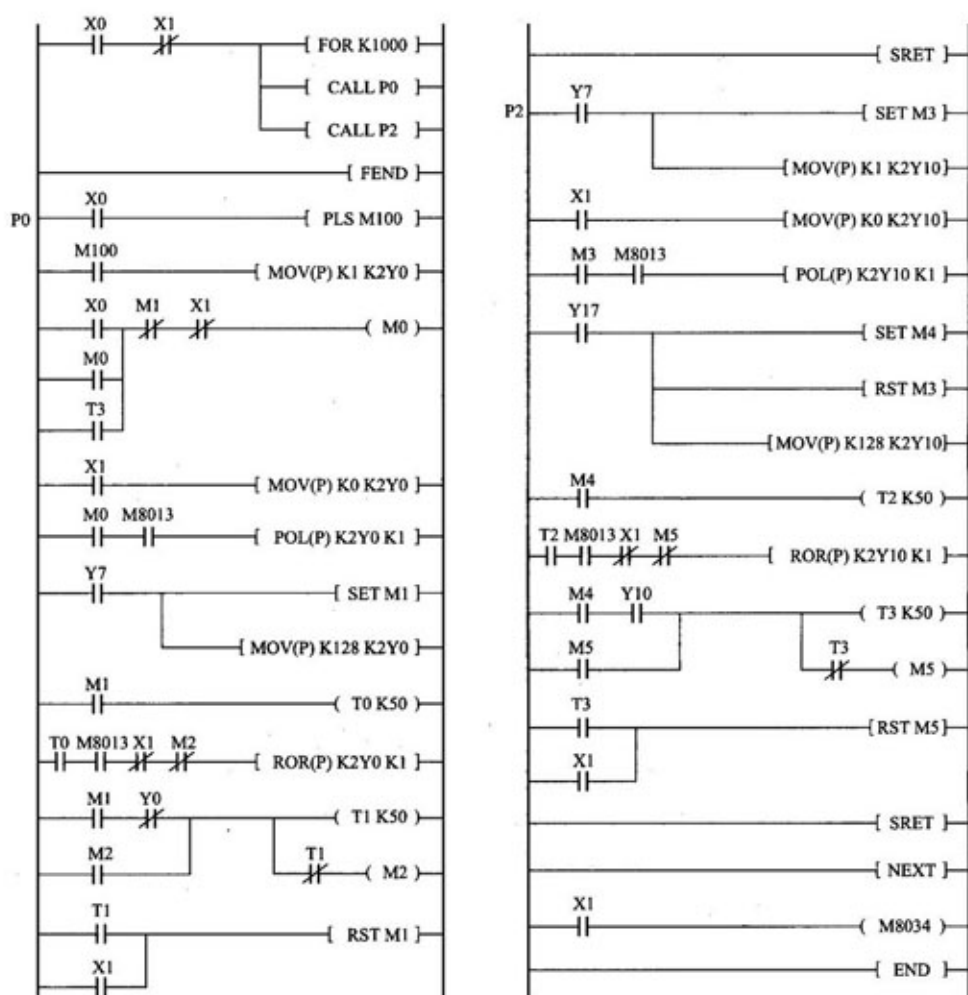 X0 X1
[ FOR K1000 ]
[ CALL P0 ]
[ CALL P2 ]
[ FEND ]
X0
P0 [ PLS M100 ]
M100
[ MOV(P) K1 K2Y0 ]
X0 M1 X1
( M0 )
M0
T3
X1
[ MOV(P) K0 K2Y0 ]
M0 M8013
[ POL(P) K2Y0 K1 ]
Y7
[ SET M1 ]
[ MOV(P) K128 K2Y0 ]
M1
( T0 K50 )
T0 M8013 X1 M2
[ ROR(P) K2Y0 K1 ]
M1 Y0
( T1 K50 )
M2 T1
( M2 )
T1
[ RST M1 ]
X1
[ SRET ]
Y7
P2 [ SET M3 ]
[ MOV(P) K1 K2Y10 ]
X1
[ MOV(P) K0 K2Y10 ]
M3 M8013
[ POL(P) K2Y10 K1 ]
Y17
[ SET M4 ]
[ RST M3 ]
[ MOV(P) K128 K2Y10 ]
M4
( T2 K50 )
T2 M8013 X1 M5
[ ROR(P) K2Y10 K1 ]
M4 Y10
( T3 K50 )
M5 T3
( M5 )
T3
[ RST M5 ]
X1
[ SRET ]
[ NEXT ]
X1
( M8034 )
[ END ]